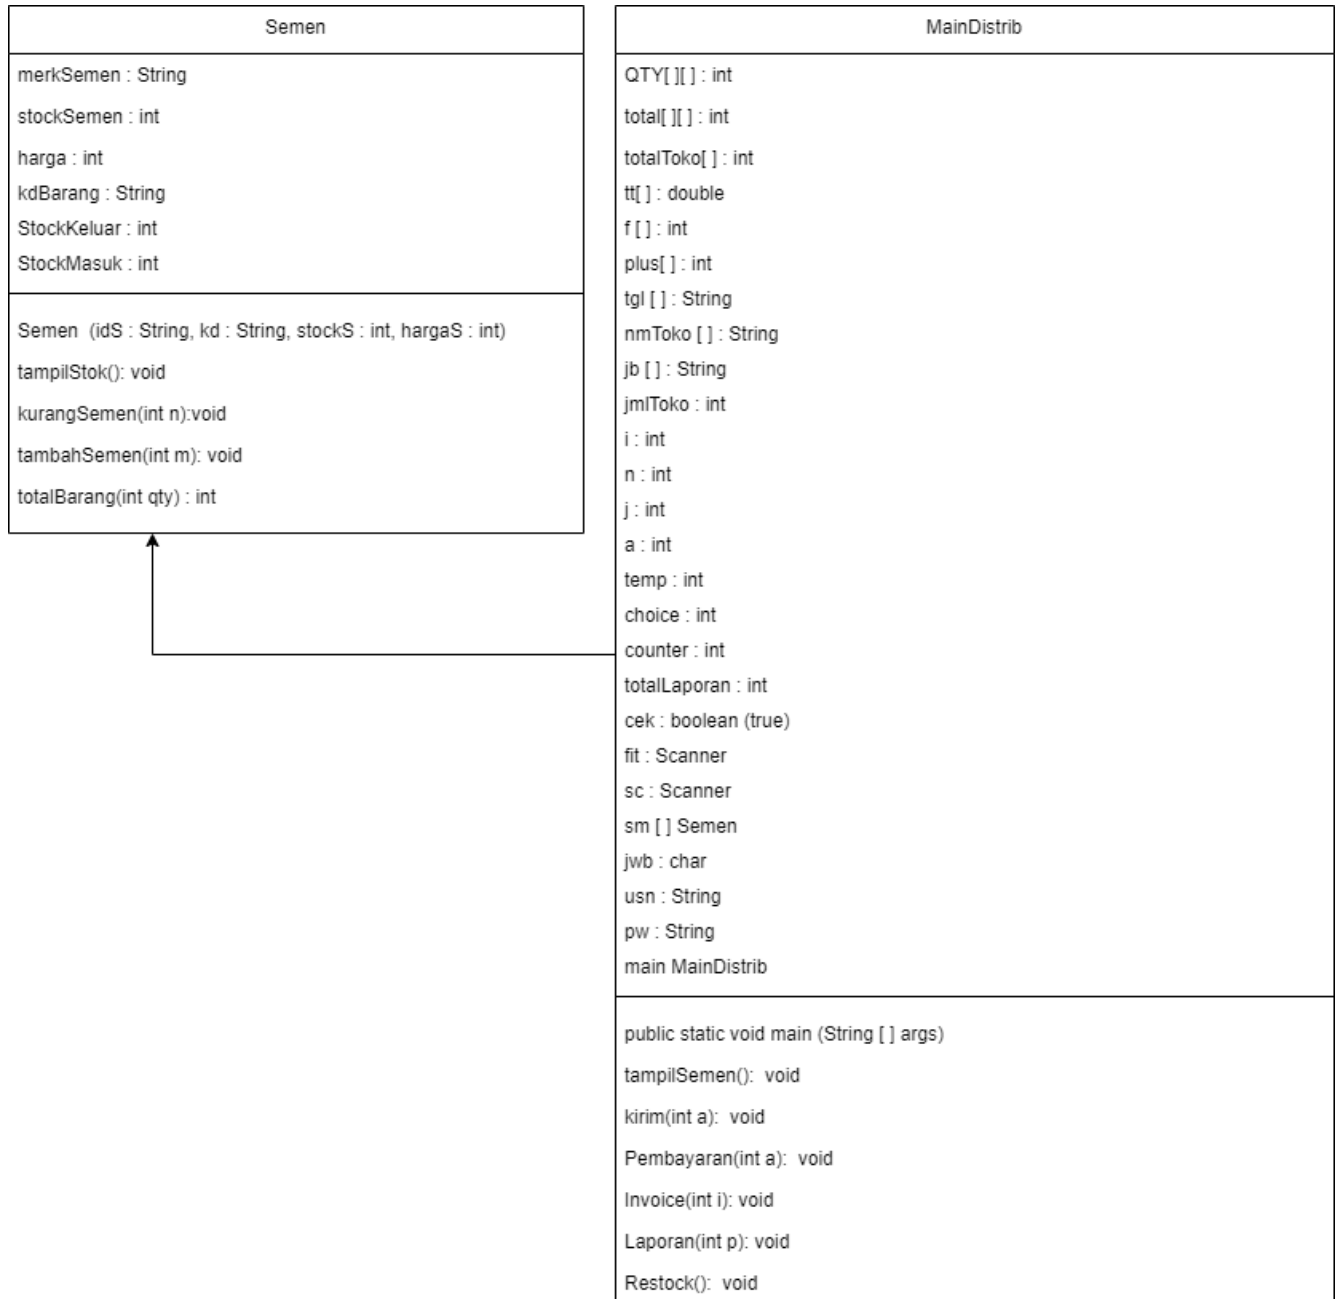 Semen
merkSemen : String
stockSemen : int
harga : int
kdBarang : String
StockKeluar : int
StockMasuk : int
Semen  (idS : String, kd : String, stockS : int, hargaS : int)
tampilStok(): void
kurangSemen(int n):void
tambahSemen(int m): void
totalBarang(int qty) : int
MainDistrib
QTY[ ][ ] : int
total[ ][ ] : int
totalToko[ ] : int
tt[ ] : double
f [ ] : int
plus[ ] : int
tgl [ ] : String
nmToko [ ] : String
jb [ ] : String
jmlToko : int
i : int
n : int
j : int
a : int
temp : int
choice : int
counter : int
totalLaporan : int
cek : boolean (true)
fit : Scanner
sc : Scanner
sm [ ] Semen
jwb : char
usn : String
pw : String
main MainDistrib
public static void main (String [ ] args)
tampilSemen():  void
kirim(int a):  void
Pembayaran(int a):  void
Invoice(int i): void
Laporan(int p): void
Restock():  void